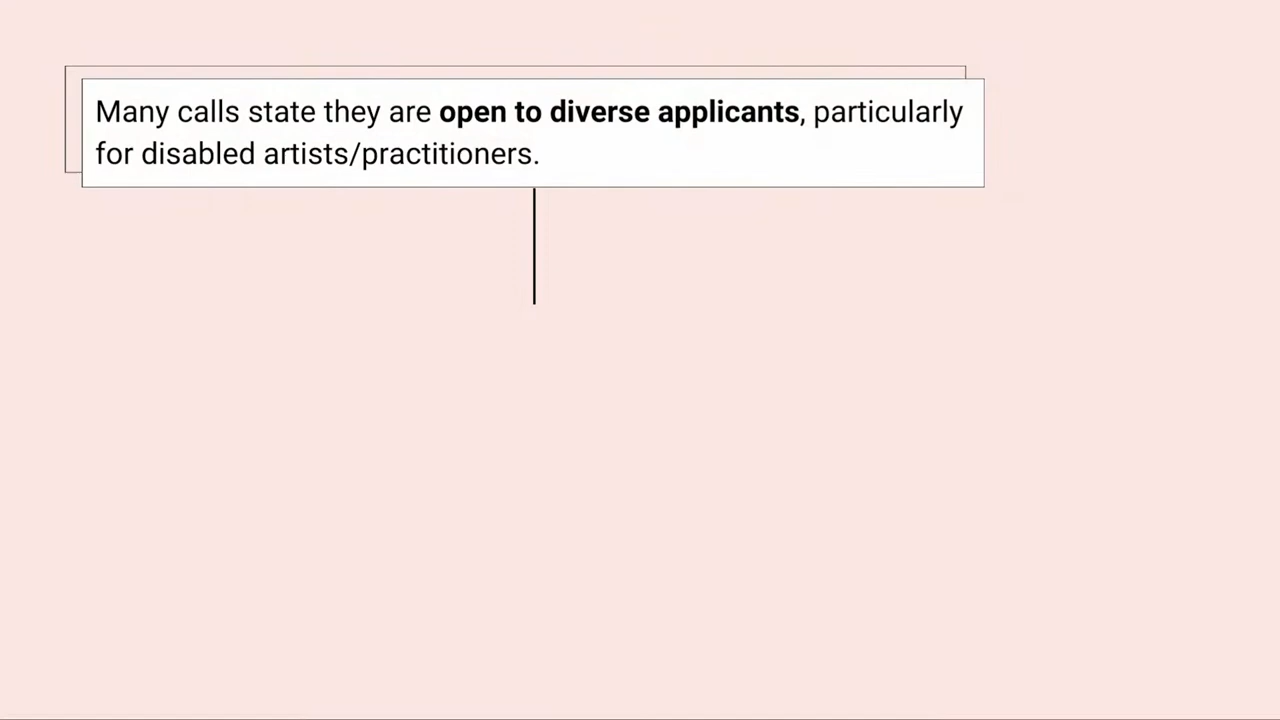 Many calls state they are open to diverse applicants, particularly
for disabled artists/practitioners.